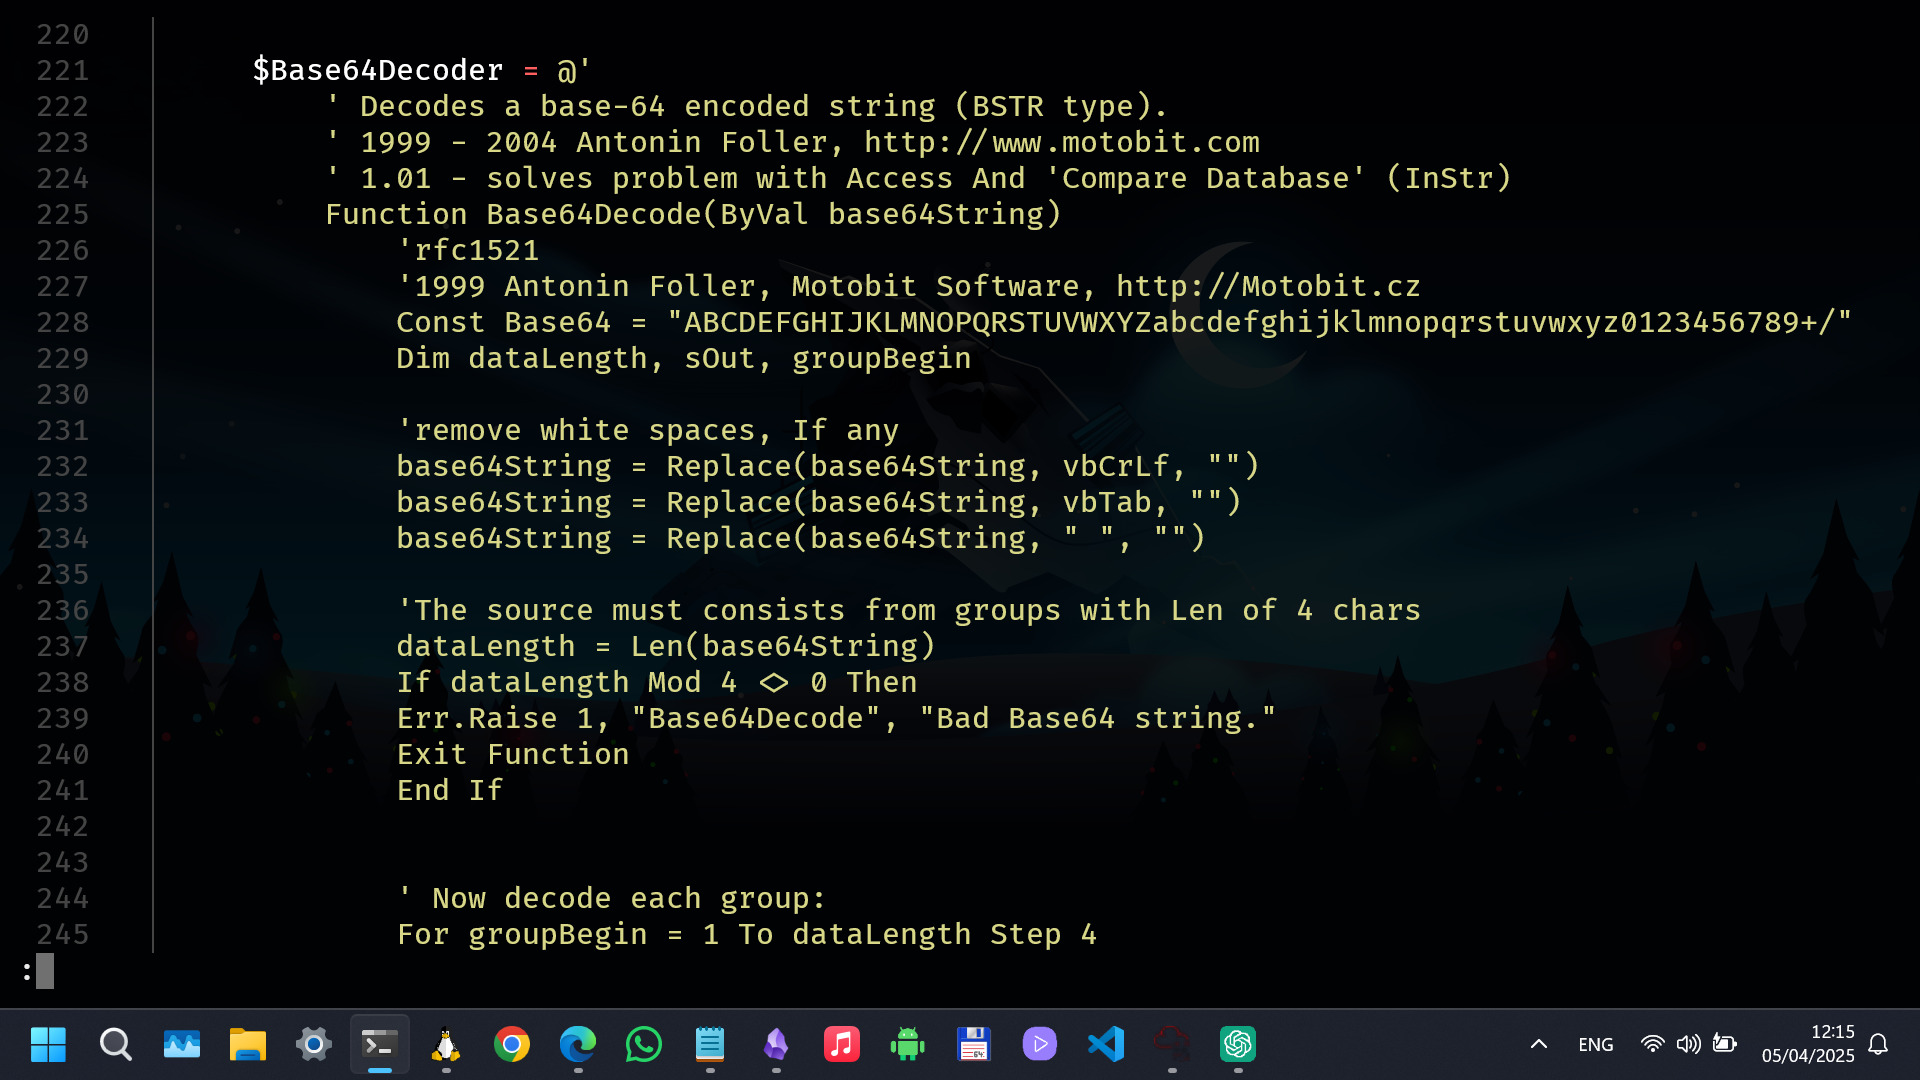 220
221 $Base64Decoder = @'
222 ' Decodes a base-64 encoded string (BSTR type).
223 ' 1999 - 2004 Antonin Foller, http://www.motobit.com
224 ' 1.01 - solves problem with Access And 'Compare Database' (InStr)
225 Function Base64Decode(ByVal base64String)
226 'rfc1521
227 '1999 Antonin Foller, Motobit Software, http://Motobit.cz
228 Const Base64 = "ABCDEFGHIJKLMNOPQRSTUVWXYZabcdefghijklmnopqrstuvwxyz0123456789+/"
229 Dim dataLength, sOut, groupBegin
230
231 'remove white spaces, If any
232 base64String = Replace(base64String, vbCrLf, "")
233 base64String = Replace(base64String, vbTab, "")
234 base64String = Replace(base64String, " ", "")
235
236 'The source must consists from groups with Len of 4 chars
237 dataLength = Len(base64String)
238 If dataLength Mod 4 <> 0 Then
239 Err.Raise 1, "Base64Decode", "Bad Base64 string."
240 Exit Function
241 End If
242
243
244 ' Now decode each group:
245 For groupBegin = 1 To dataLength Step 4
:
64
ENG
12:15
05/04/2025